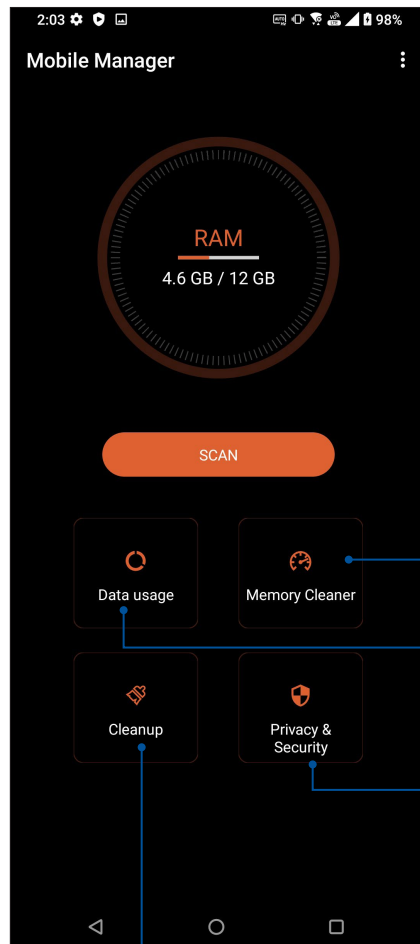 2:03
98%
Mobile Manager
RAM
4.6 GB / 12 GB
SCAN
Data usage
Memory Cleaner
Cleanup
Privacy &
Security